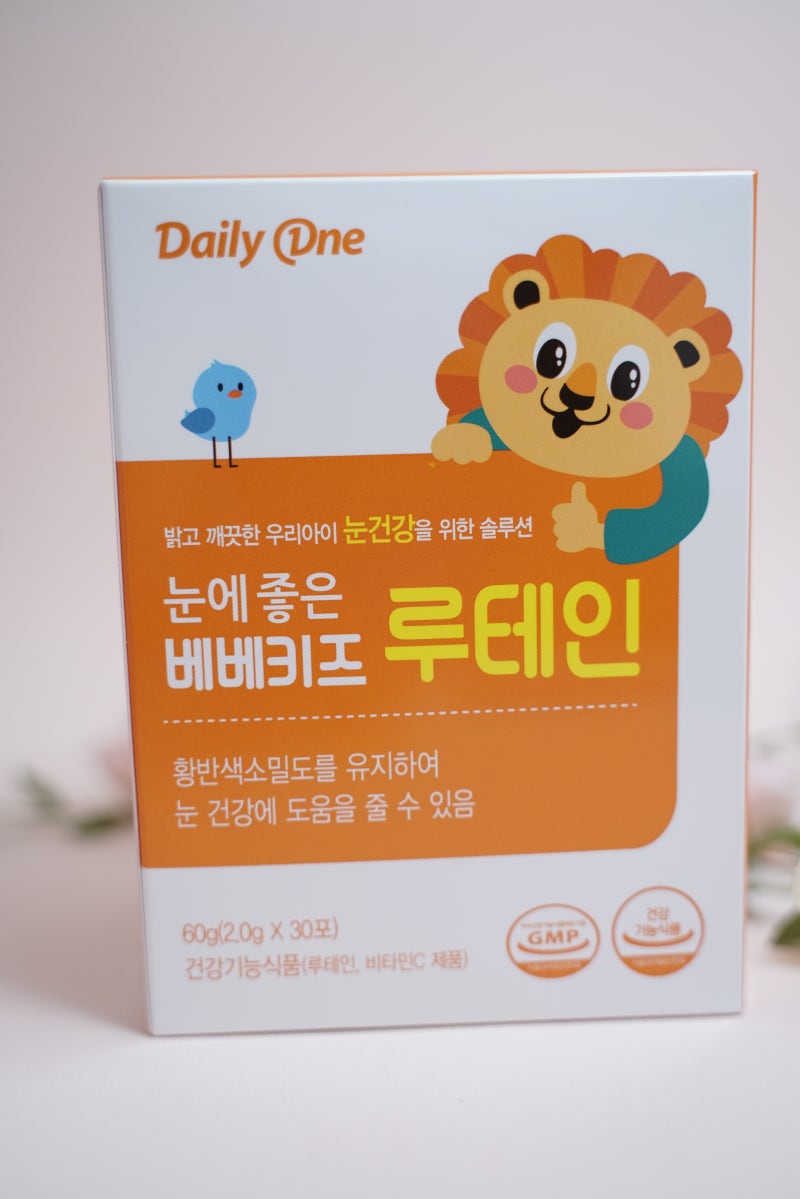 Daily One
밝고 깨끗한 우리아이 눈건강을 위한 솔루션
눈에 좋은
베베키즈 루테인
황반색소밀도를 유지하여
눈 건강에 도움을 줄 수 있음
60g(2.0g X 30포)
건강기능식품(루테인, 비타민C 제품)
GMP
건강
기능식품